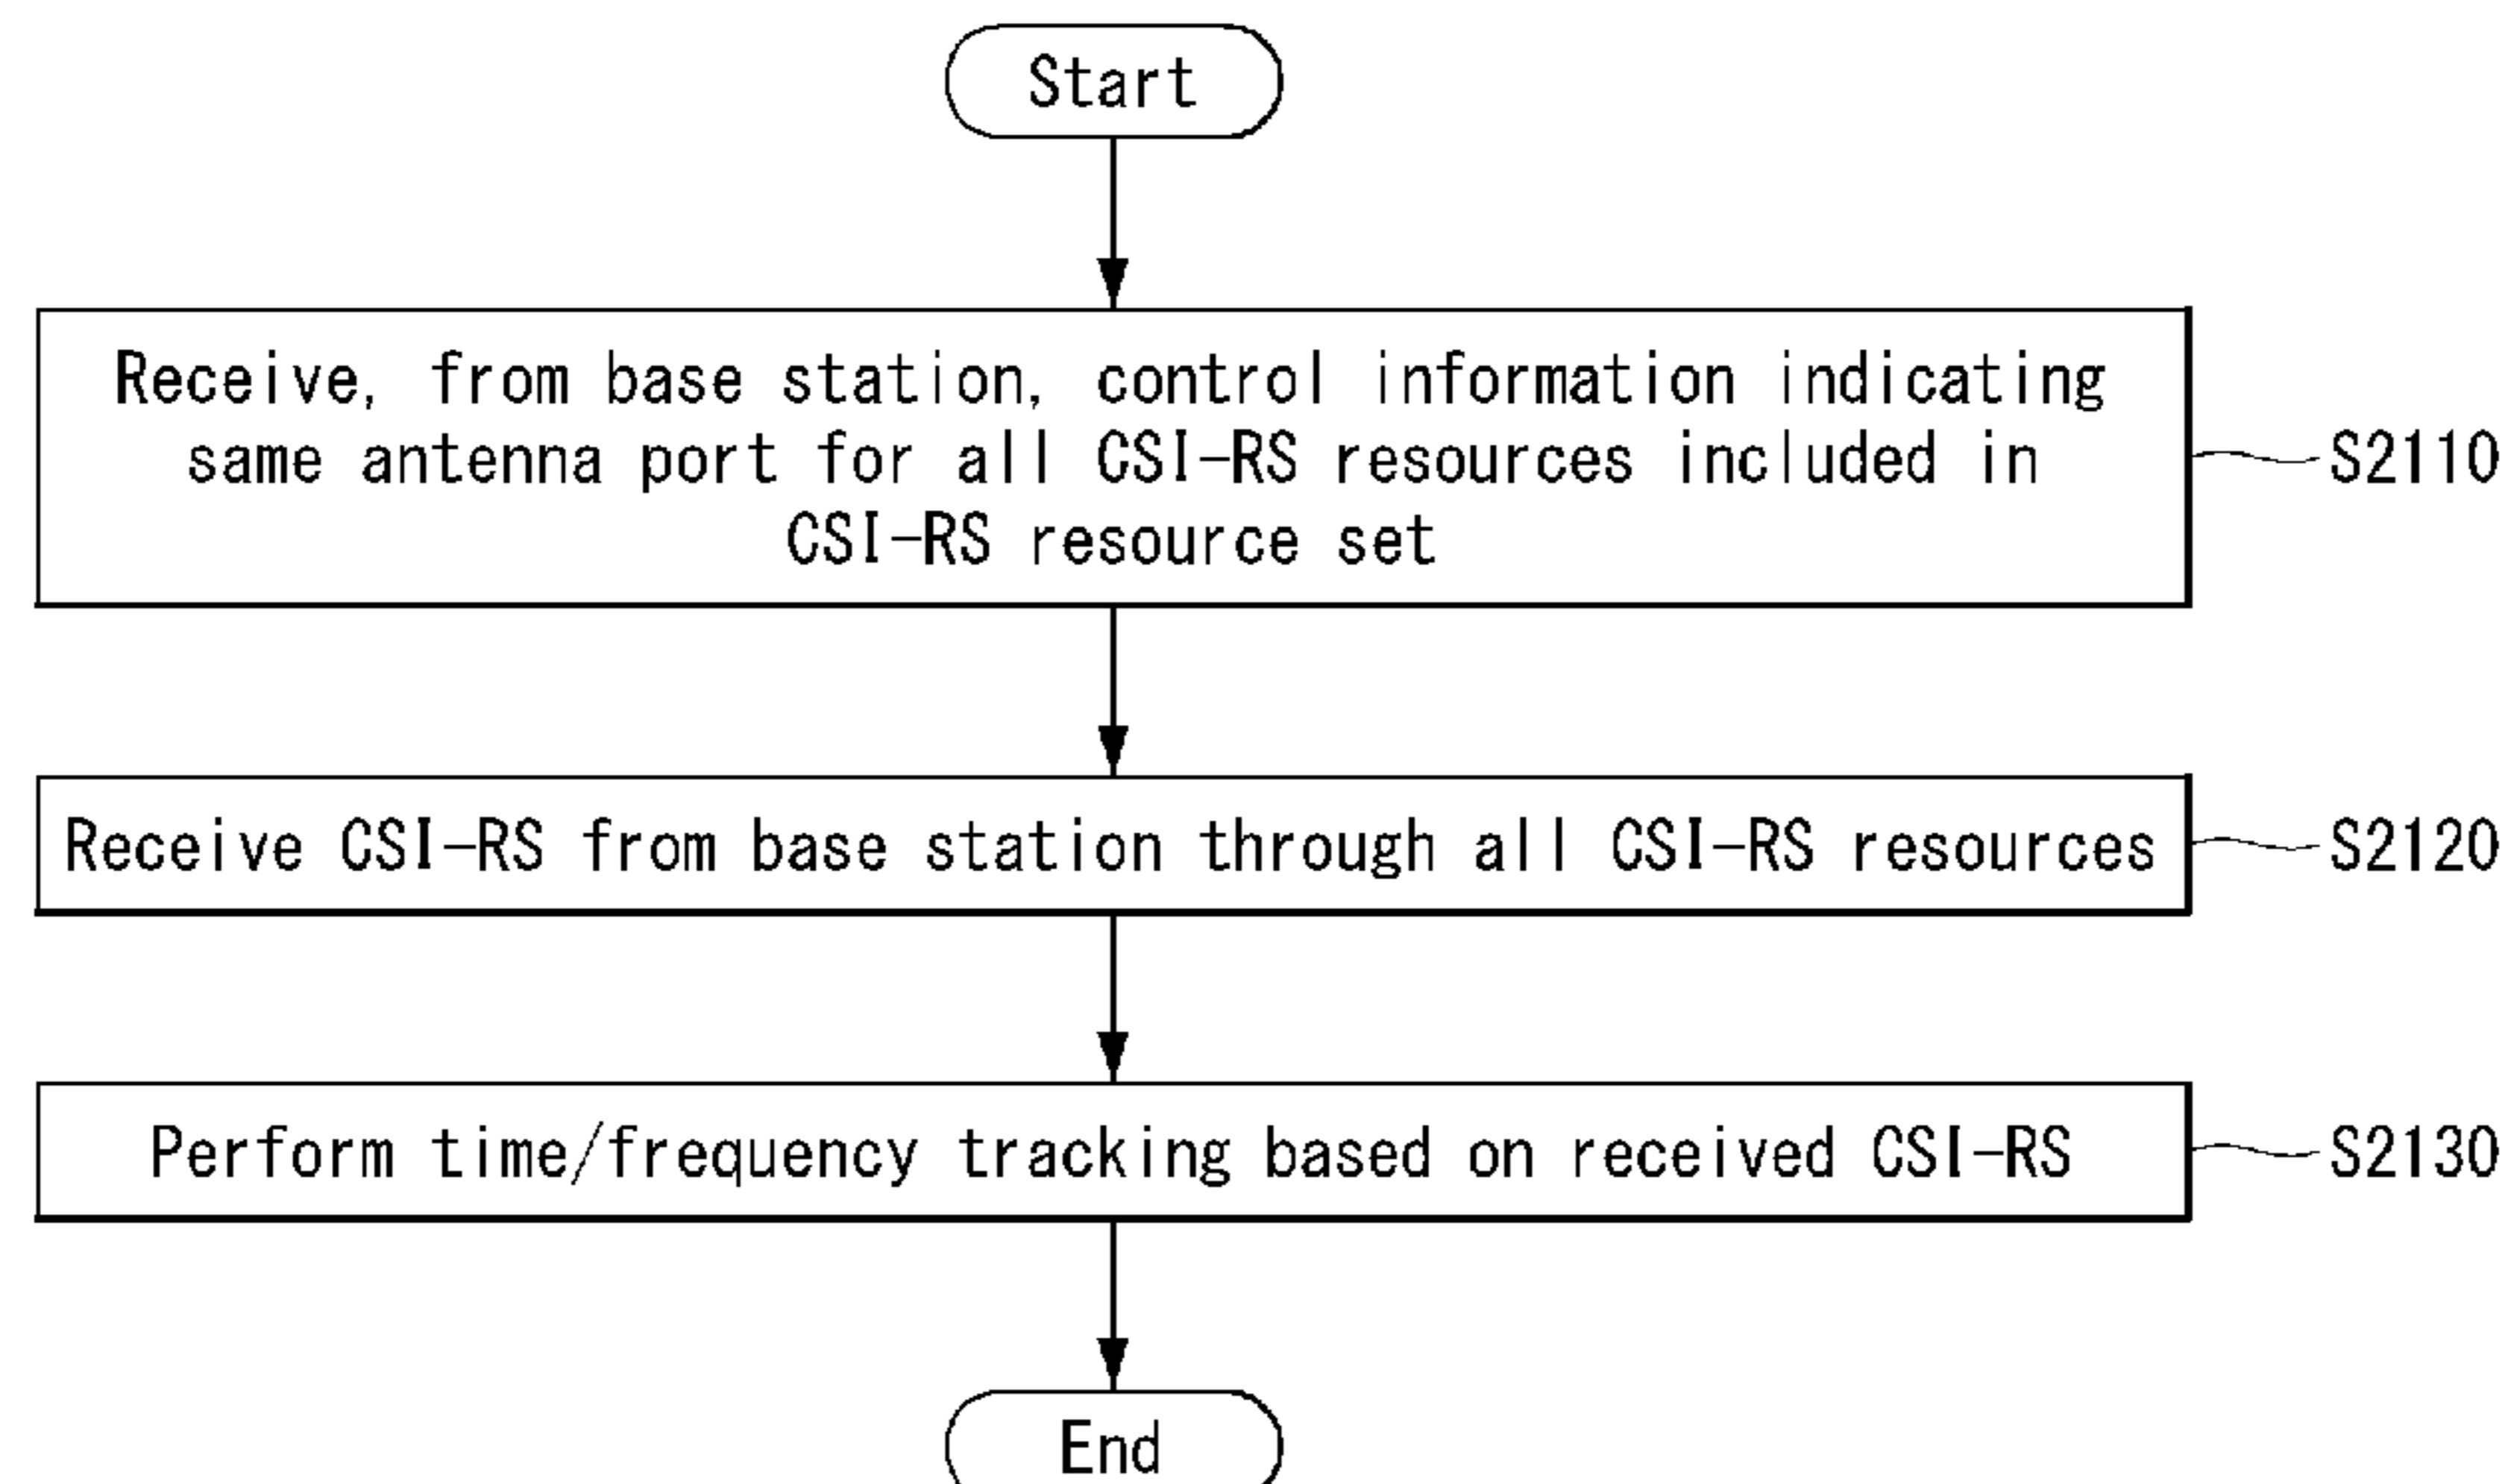 Start
Receive, from base station, control information indicating
same antenna port for all CSI-RS resources included in
CSI-RS resource set
S2110
Receive CSI-RS from base station through all CSI-RS resources
S2120
Perform time/frequency tracking based on received CSI-RS
S2130
End